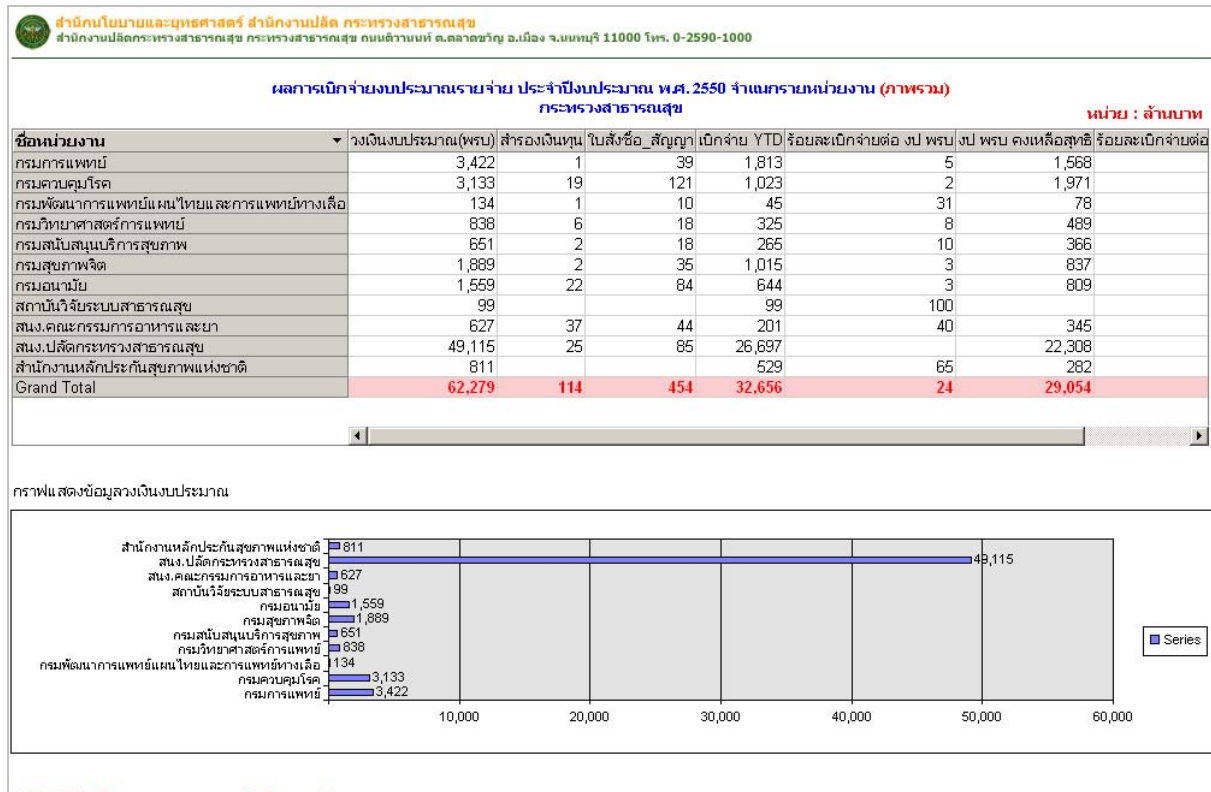 สำนักนโยบายและยุทธศาสตร์ สำนักงานปลัด กระทรวงสาธารณสุข
สำนักงานปลัดกระทรวงสาธารณสุข กระทรวงสาธารณสุข ถนนติวานนท์ ต.ตลาดขวัญ อ.เมือง จ.นนทบุรี 11000 โทร. 0-2590-1000
ผลการเบิกจ่ายงบประมาณรายจ่าย ประจำปีงบประมาณ พ.ศ. 2550 จำแนกรายหน่วยงาน (ภาพรวม)
กระทรวงสาธารณสุข
หน่วย : ล้านบาท
ชื่อหน่วยงาน วงเงินงบประมาณ(พรบ) สำรองเงินทุน ใบสั่งซื้อ_สัญญา เบิกจ่าย YTD ร้อยละเบิกจ่ายต่อ งป พรบ งป พรบ คงเหลือสุทธิ ร้อยละเบิกจ่ายต่อ
กรมการแพทย์ 3,422 1 39 1,813 5 1,568
กรมควบคุมโรค 3,133 19 121 1,023 2 1,971
กรมพัฒนาการแพทย์แผนไทยและการแพทย์ทางเลือ 134 1 10 45 31 78
กรมวิทยาศาสตร์การแพทย์ 838 6 18 325 8 489
กรมสนับสนุนบริการสุขภาพ 651 2 18 265 10 366
กรมสุขภาพจิต 1,889 2 35 1,015 3 837
กรมอนามัย 1,559 22 84 644 3 809
สถาบันวิจัยระบบสาธารณสุข 99 99 100
สนง.คณะกรรมการอาหารและยา 627 37 44 201 40 345
สนง.ปลัดกระทรวงสาธารณสุข 49,115 25 85 26,697 22,308
สำนักงานหลักประกันสุขภาพแห่งชาติ 811 529 65 282
Grand Total 62,279 114 454 32,656 24 29,054
กราฟแสดงข้อมูลวงเงินงบประมาณ
สำนักงานหลักประกันสุขภาพแห่งชาติ 811
สนง.ปลัดกระทรวงสาธารณสุข 49,115
สนง.คณะกรรมการอาหารและยา 627
สถาบันวิจัยระบบสาธารณสุข 99
กรมอนามัย 1,559
กรมสุขภาพจิต 1,889
กรมสนับสนุนบริการสุขภาพ 651
กรมวิทยาศาสตร์การแพทย์ 838
กรมพัฒนาการแพทย์แผนไทยและการแพทย์ทางเลือ 134
กรมควบคุมโรค 3,133
กรมการแพทย์ 3,422
Series
10,000 20,000 30,000 40,000 50,000 60,000